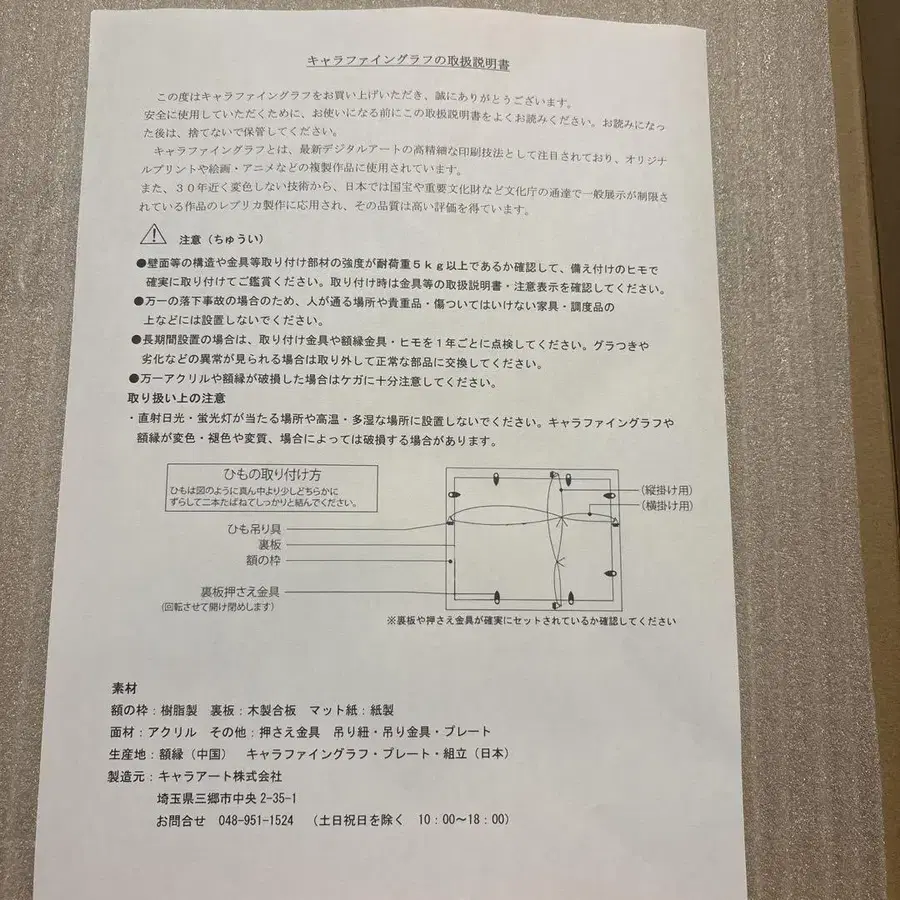 キャラファイングラフの取扱説明書
この度はキャラファイングラフをお買い上げいただき、誠にありがとうございます。
安全に使用していただくために、お使いになる前にこの取扱説明書をよくお読みください。お読みになっ
た後は、捨てないで保管してください。
キャラファイングラフとは、最新デジタルアートの高精細な印刷技法として注目されており、オリジナ
ルプリントや絵画・アニメなどの複製作品に使用されています。
また、３０年近く変色しない技術から、日本では国宝や重要文化財など文化庁の通達で一般展示が制限さ
れている作品のレプリカ製作に応用され、その品質は高い評価を得ています。
注意（ちゅうい）
●壁面等の構造や金具等取り付け部材の強度が耐荷重５ｋｇ以上であるか確認して、備え付けのヒモで
確実に取り付けてご鑑賞ください。取り付け時は金具等の取扱説明書・注意表示を確認してください。
●万一の落下事故の場合のため、人が通る場所や貴重品・傷ついてはいけない家具・調度品の
上などには設置しないでください。
●長期間設置の場合は、取り付け金具や額縁金具・ヒモを１年ごとに点検してください。グラつきや
劣化などの異常が見られる場合は取り外して正常な部品に交換してください。
●万一アクリルや額縁が破損した場合はケガに十分注意してください。
取り扱い上の注意
・直射日光・蛍光灯が当たる場所や高温・多湿な場所に設置しないでください。キャラファイングラフや
額縁が変色・褪色や変質、場合によっては破損する場合があります。
ひもの取り付け方
ひもは図のように真ん中より少しどちらかに
ずらして二本たばねてしっかりと結んでください。
(縦掛け用)
(横掛け用)
ひも吊り具
裏板
額の枠
裏板押さえ金具
(回転させて開け閉めします)
※裏板や押さえ金具が確実にセットされているか確認してください
素材
額の枠：樹脂製　裏板：木製合板　マット紙：紙製
面材：アクリル　その他：押さえ金具　吊り紐・吊り金具・プレート
生産地：額縁（中国）　キャラファイングラフ・プレート・組立（日本）
製造元：キャラアート株式会社
埼玉県三郷市中央 2-35-1
お問合せ　048-951-1524　（土日祝日を除く　10：00～18：00）